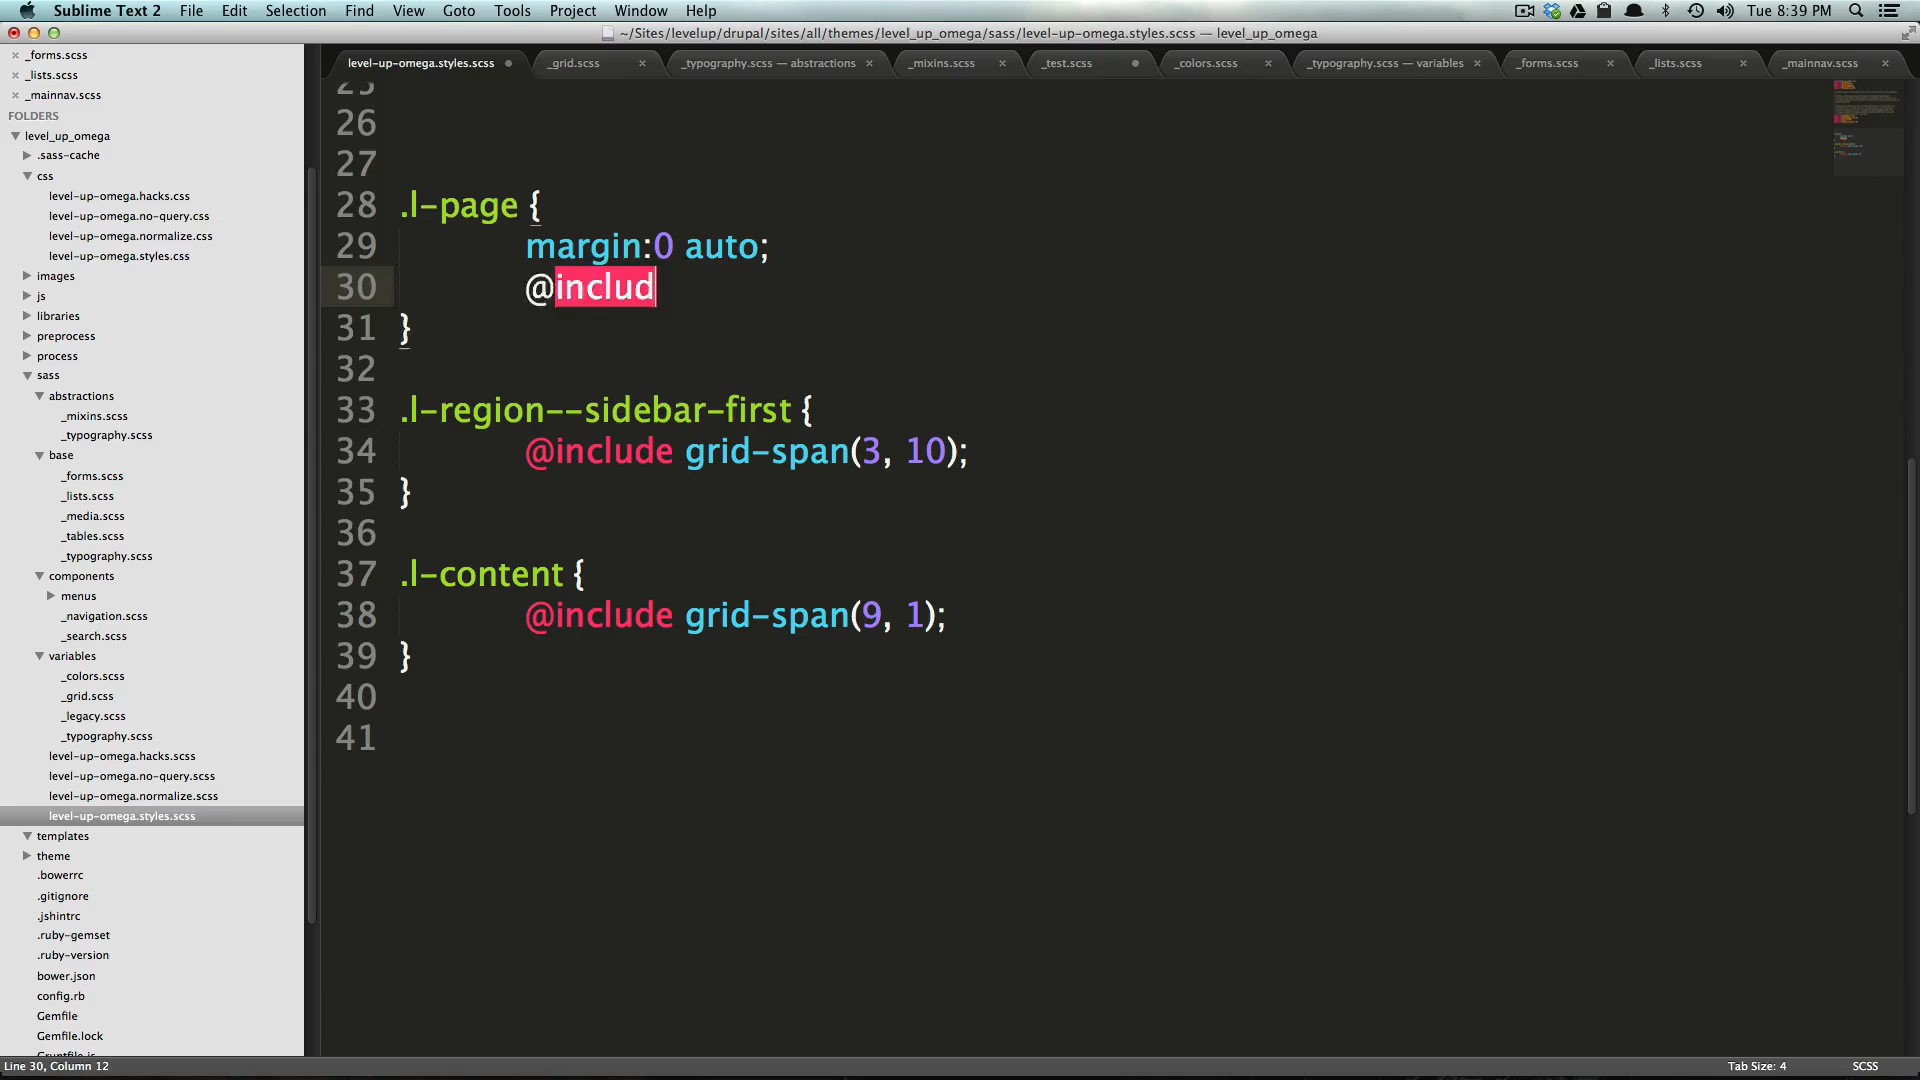 Sublime Text 2 File Edit Selection Find View Goto Tools Project Window Help Tue 8:39 PM
~/Sites/levelup/drupal/sites/all/themes/level_up_omega/sass/level-up-omega.styles.scss — level_up_omega
level-up-omega.styles.scss _grid.scss _typography.scss — abstractions _mixins.scss _test.scss _colors.scss _typography.scss — variables _forms.scss _lists.scss _mainnav.scss
_forms.scss
_lists.scss
_mainnav.scss
FOLDERS
level_up_omega
.sass-cache
css
level-up-omega.hacks.css
level-up-omega.no-query.css
level-up-omega.normalize.css
level-up-omega.styles.css
images
js
libraries
preprocess
process
sass
abstractions
_mixins.scss
_typography.scss
base
_forms.scss
_lists.scss
_media.scss
_tables.scss
_typography.scss
components
menus
_navigation.scss
_search.scss
variables
_colors.scss
_grid.scss
_legacy.scss
_typography.scss
level-up-omega.hacks.scss
level-up-omega.no-query.scss
level-up-omega.normalize.scss
level-up-omega.styles.scss
templates
theme
.bowerrc
.gitignore
.jshintrc
.ruby-gemset
.ruby-version
bower.json
config.rb
Gemfile
Gemfile.lock
Gruntfile.js
25
26
27
28 .l-page {
29 margin:0 auto;
30 @includ
31 }
32
33 .l-region--sidebar-first {
34 @include grid-span(3, 10);
35 }
36
37 .l-content {
38 @include grid-span(9, 1);
39 }
40
41
Line 30, Column 12 Tab Size: 4 SCSS